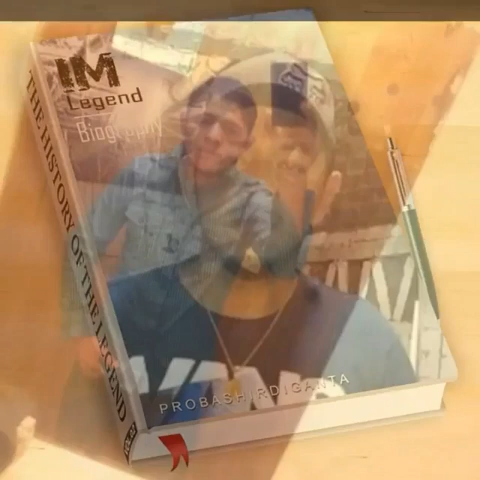 IM
Legend
Biography
THE HISTORY OF THE LEGEND
PROBASHIRDIGANTA